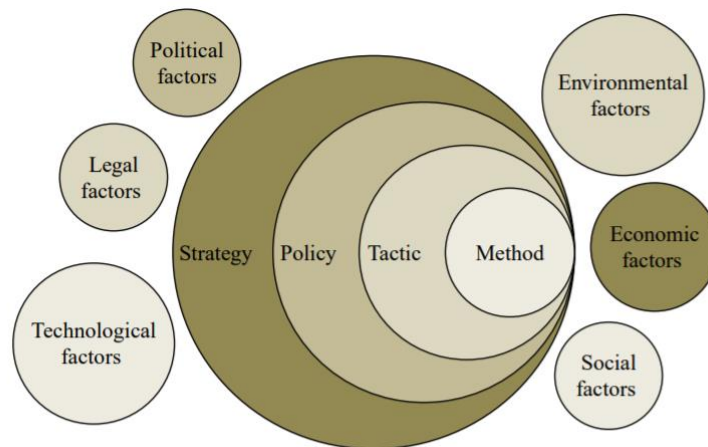 Political
factors
Environmental
factors
Legal
factors
Strategy
Policy
Tactic
Method
Economic
factors
Technological
factors
Social
factors